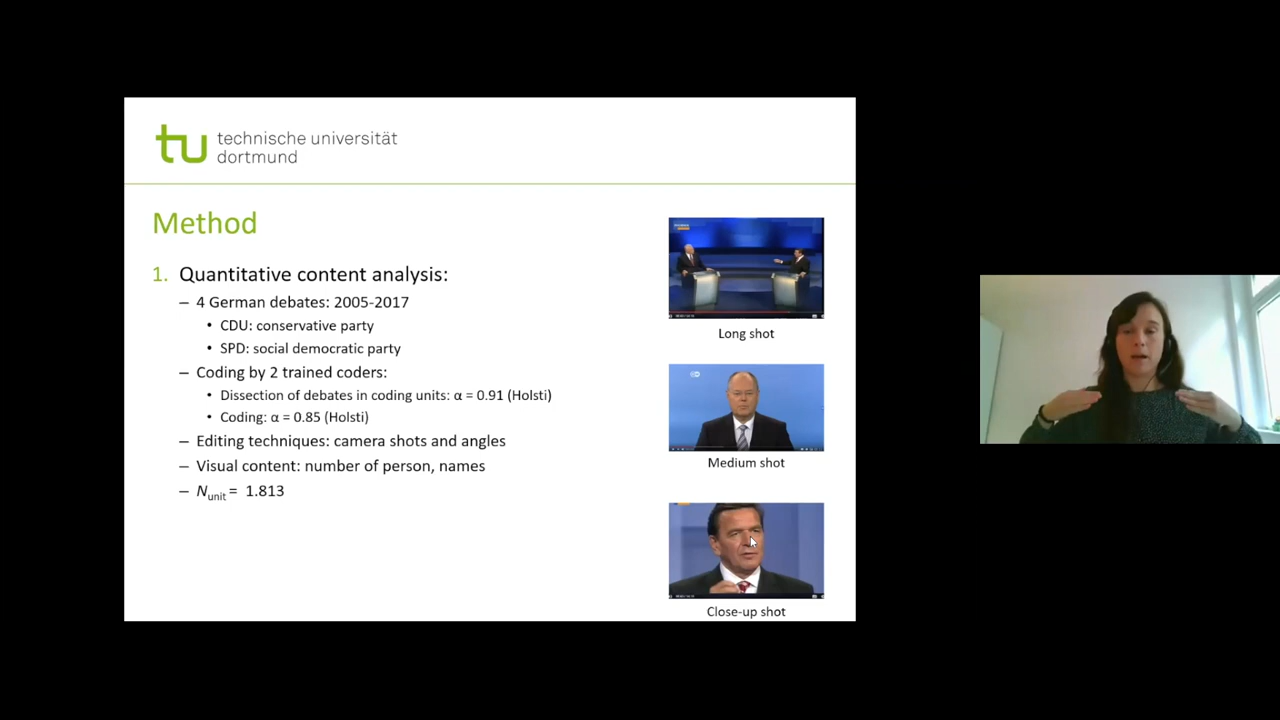 tu technische universität
dortmund
Method
1. Quantitative content analysis:
– 4 German debates: 2005-2017
• CDU: conservative party
• SPD: social democratic party
– Coding by 2 trained coders:
• Dissection of debates in coding units: α = 0.91 (Holsti)
• Coding: α = 0.85 (Holsti)
– Editing techniques: camera shots and angles
– Visual content: number of person, names
– Nunit = 1.813
Long shot
Medium shot
Close-up shot